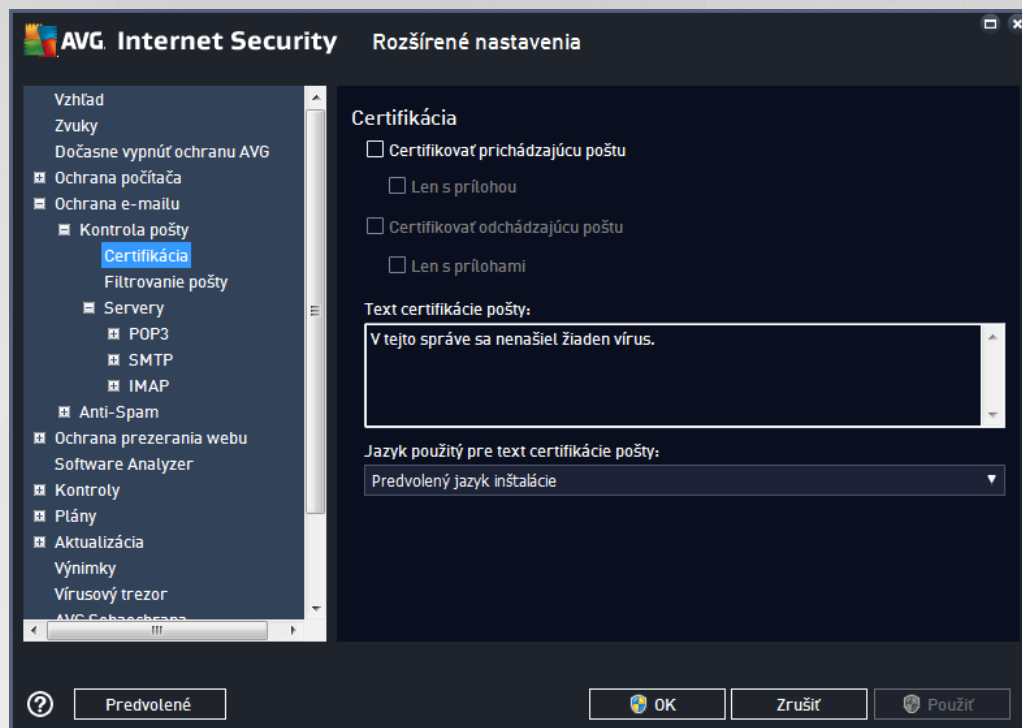 AVG Internet Security Rozšírené nastavenia
Vzhľad
Zvuky
Dočasne vypnúť ochranu AVG
Ochrana počítača
Ochrana e-mailu
Kontrola pošty
Certifikácia
Filtrovanie pošty
Servery
POP3
SMTP
IMAP
Anti-Spam
Ochrana prezerania webu
Software Analyzer
Kontroly
Plány
Aktualizácia
Výnimky
Vírusový trezor
AVG Sebaochrana
Certifikácia
Certifikovať prichádzajúcu poštu
Len s prílohou
Certifikovať odchádzajúcu poštu
Len s prílohami
Text certifikácie pošty:
V tejto správe sa nenašiel žiaden vírus.
Jazyk použitý pre text certifikácie pošty:
Predvolený jazyk inštalácie
Predvolené
OK
Zrušiť
Použiť